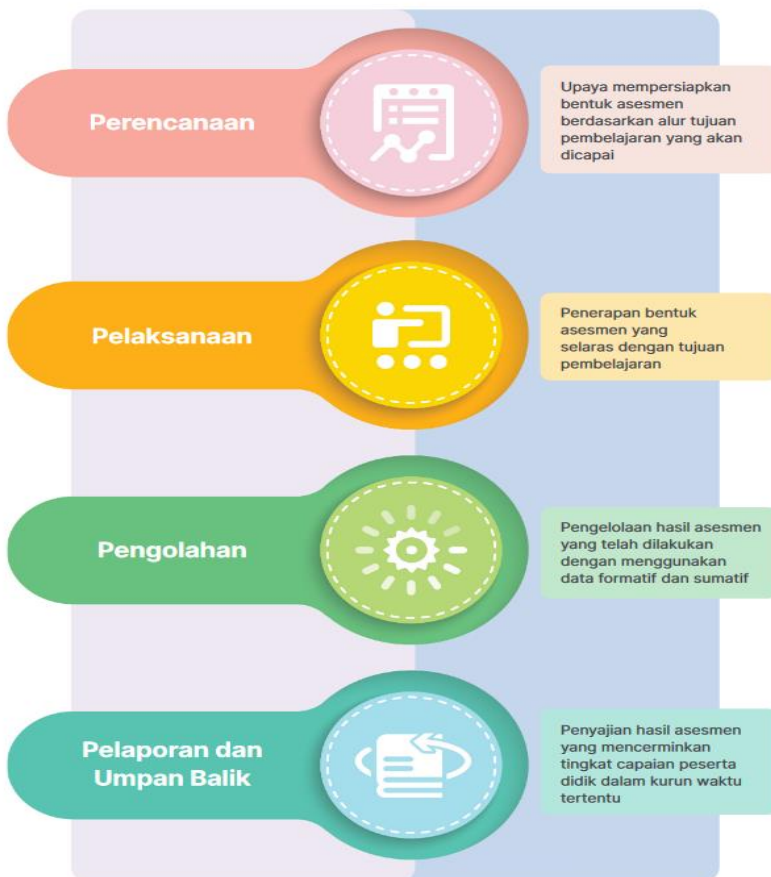 Perencanaan
Upaya mempersiapkan
bentuk asesmen
berdasarkan alur tujuan
pembelajaran yang akan
dicapai
Pelaksanaan
Penerapan bentuk
asesmen yang
selaras dengan tujuan
pembelajaran
Pengolahan
Pengelolaan hasil asesmen
yang telah dilakukan
dengan menggunakan
data formatif dan sumatif
Pelaporan dan
Umpan Balik
Penyajian hasil asesmen
yang mencerminkan
tingkat capaian peserta
didik dalam kurun waktu
tertentu